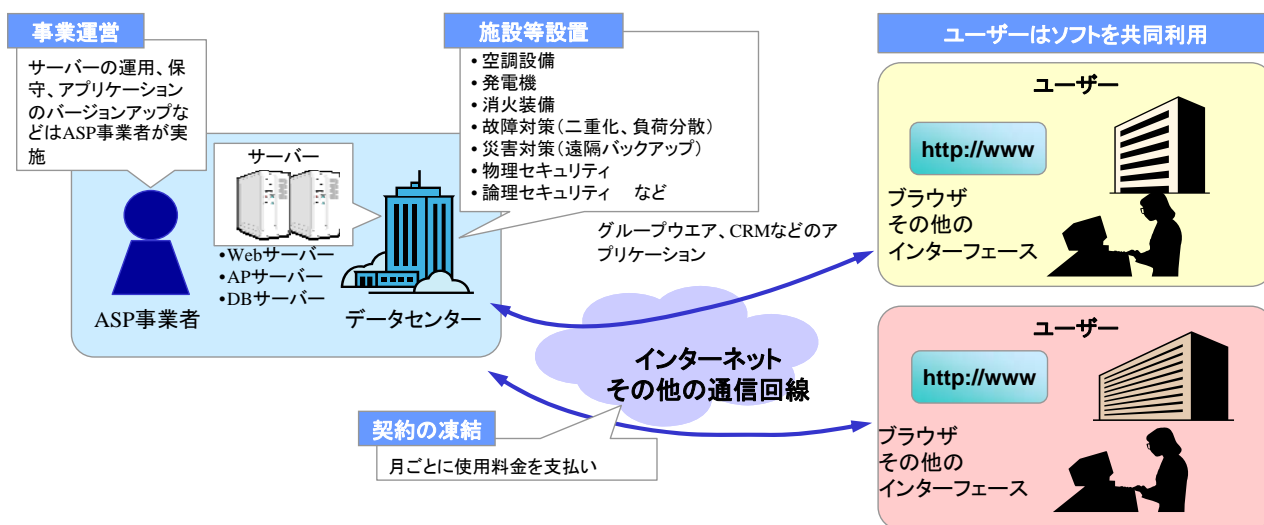 事業運営
サーバーの運用、保
守、アプリケーション
のバージョンアップな
どはASP事業者が実
施
施設等設置
• 空調設備
• 発電機
• 消火装備
• 故障対策（二重化、負荷分散）
• 災害対策（遠隔バックアップ）
• 物理セキュリティ
• 論理セキュリティ　など
サーバー
•Webサーバー
•APサーバー
•DBサーバー
ASP事業者
データセンター
グループウエア、CRMなどのア
プリケーション
インターネット
その他の通信回線
契約の凍結
月ごとに使用料金を支払い
ユーザーはソフトを共同利用
ユーザー
http://www
ブラウザ
その他の
インターフェース
ユーザー
http://www
ブラウザ
その他の
インターフェース